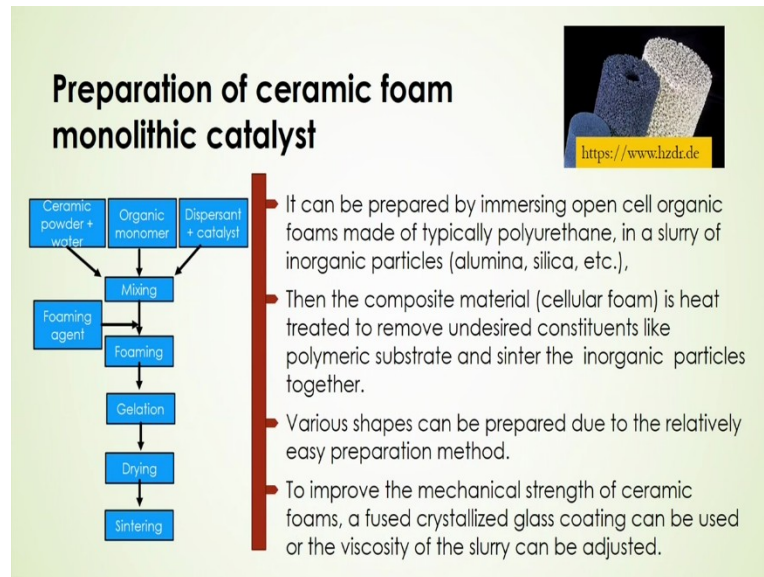 Preparation of ceramic foam
monolithic catalyst
https://www.hzdr.de
Ceramic
powder +
water
Organic
monomer
Dispersant
+ catalyst
Mixing
Foaming
agent
Foaming
Gelation
Drying
Sintering
It can be prepared by immersing open cell organic
foams made of typically polyurethane, in a slurry of
inorganic particles (alumina, silica, etc.),
Then the composite material (cellular foam) is heat
treated to remove undesired constituents like
polymeric substrate and sinter the inorganic particles
together.
Various shapes can be prepared due to the relatively
easy preparation method.
To improve the mechanical strength of ceramic
foams, a fused crystallized glass coating can be used
or the viscosity of the slurry can be adjusted.